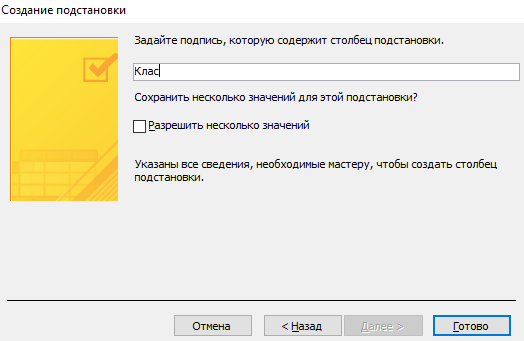 Создание подстановки
Задайте подпись, которую содержит столбец подстановки.
Клас
Сохранить несколько значений для этой подстановки?
Разрешить несколько значений
Указаны все сведения, необходимые мастеру, чтобы создать столбец
подстановки.
Отмена < Назад Далее > Готово